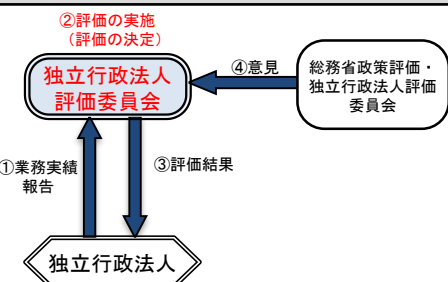 ②評価の実施
（評価の決定）
独立行政法人
評価委員会
④意見
総務省政策評価・
独立行政法人評価
委員会
①業務実績
報告
③評価結果
独立行政法人